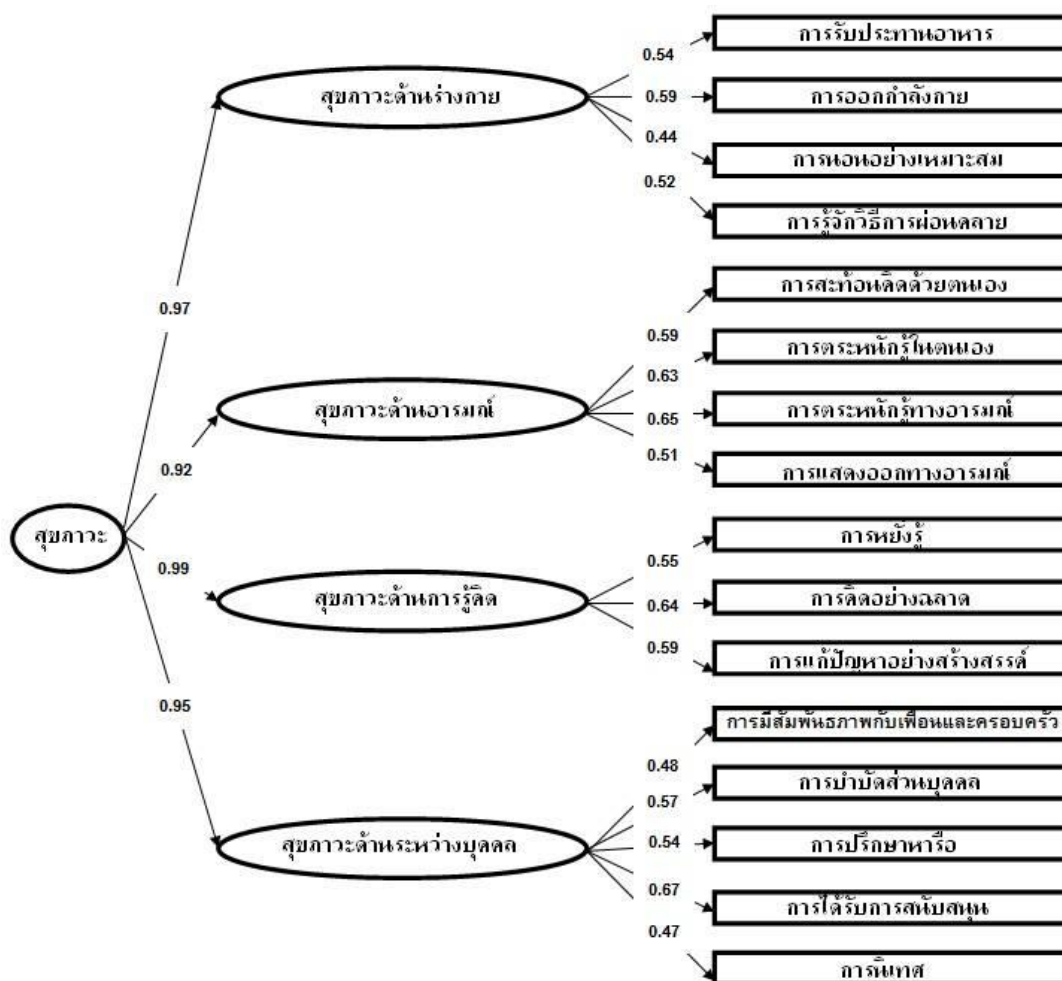 การรับประทานอาหาร
0.54
สุขภาวะด้านร่างกาย
0.59
การออกกำลังกาย
0.44
การนอนอย่างเหมาะสม
0.52
การรู้จักวิธีการผ่อนคลาย
การสะท้อนคิดด้วยตนเอง
0.97
0.59
การตระหนักรู้ในตนเอง
0.63
สุขภาวะด้านอารมณ์
การตระหนักรู้ทางอารมณ์
0.65
0.51
0.92
การแสดงออกทางอารมณ์
สุขภาวะ
การหยั่งรู้
0.55
0.99
สุขภาวะด้านการรู้คิด
0.64
การคิดอย่างฉลาด
0.59
การแก้ปัญหาอย่างสร้างสรรค์
0.95
การมีสัมพันธภาพกับเพื่อนและครอบครัว
0.48
การบำบัดส่วนบุคคล
0.57
0.54
สุขภาวะด้านระหว่างบุคคล
การปรึกษาหารือ
0.67
การได้รับการสนับสนุน
0.47
การนิเทศ